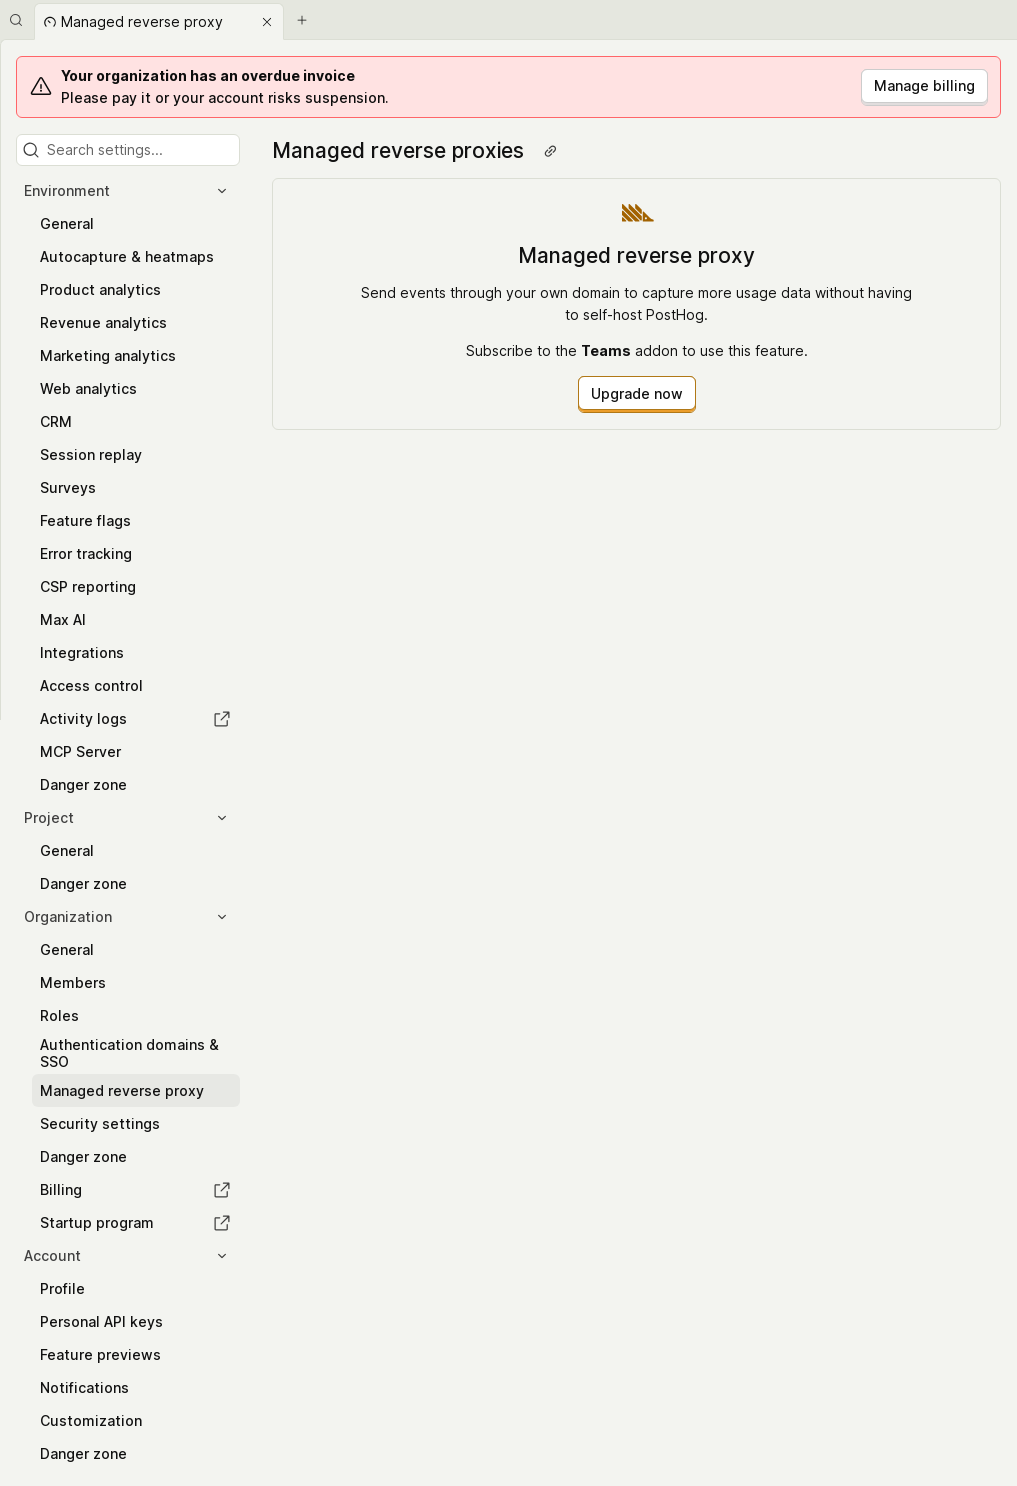 Managed reverse proxy
Your organization has an overdue invoice
Please pay it or your account risks suspension.
Manage billing
Search settings...
Environment
General
Autocapture & heatmaps
Product analytics
Revenue analytics
Marketing analytics
Web analytics
CRM
Session replay
Surveys
Feature flags
Error tracking
CSP reporting
Max AI
Integrations
Access control
Activity logs
MCP Server
Danger zone
Project
General
Danger zone
Organization
General
Members
Roles
Authentication domains &
SSO
Managed reverse proxy
Security settings
Danger zone
Billing
Startup program
Account
Profile
Personal API keys
Feature previews
Notifications
Customization
Danger zone
Managed reverse proxies
Managed reverse proxy
Send events through your own domain to capture more usage data without having
to self-host PostHog.
Subscribe to the Teams addon to use this feature.
Upgrade now